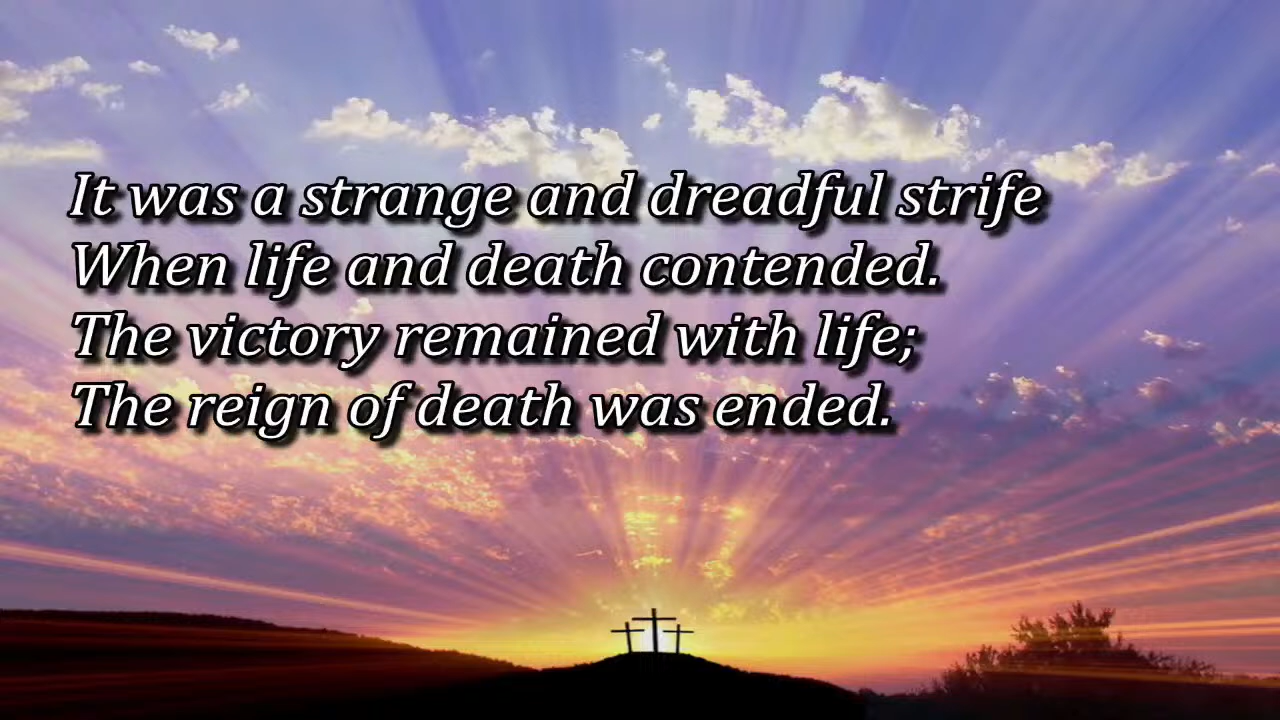 It was a strange and dreadful strife
When life and death contended.
The victory remained with life;
The reign of death was ended.